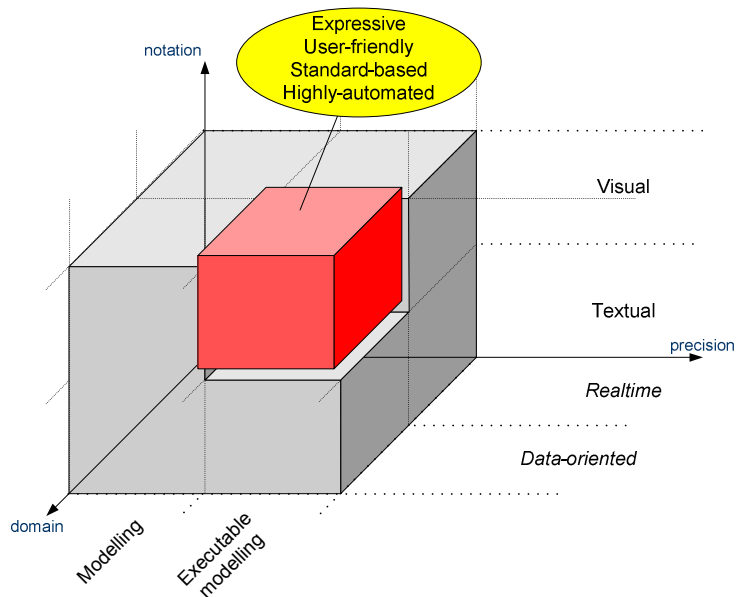 Expressive
User-friendly
Standard-based
Highly-automated
notation
Visual
Textual
precision
Realtime
Data-oriented
domain
Modelling
Executable
modelling